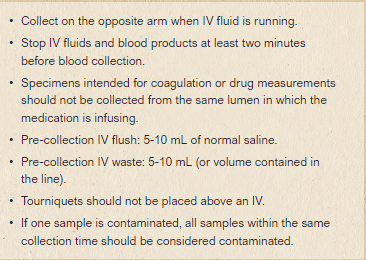 • Collect on the opposite arm when IV fluid is running.
• Stop IV fluids and blood products at least two minutes
before blood collection.
• Specimens intended for coagulation or drug measurements
should not be collected from the same lumen in which the
medication is infusing.
• Pre-collection IV flush: 5-10 mL of normal saline.
• Pre-collection IV waste: 5-10 mL (or volume contained in
the line).
• Tourniquets should not be placed above an IV.
• If one sample is contaminated, all samples within the same
collection time should be considered contaminated.